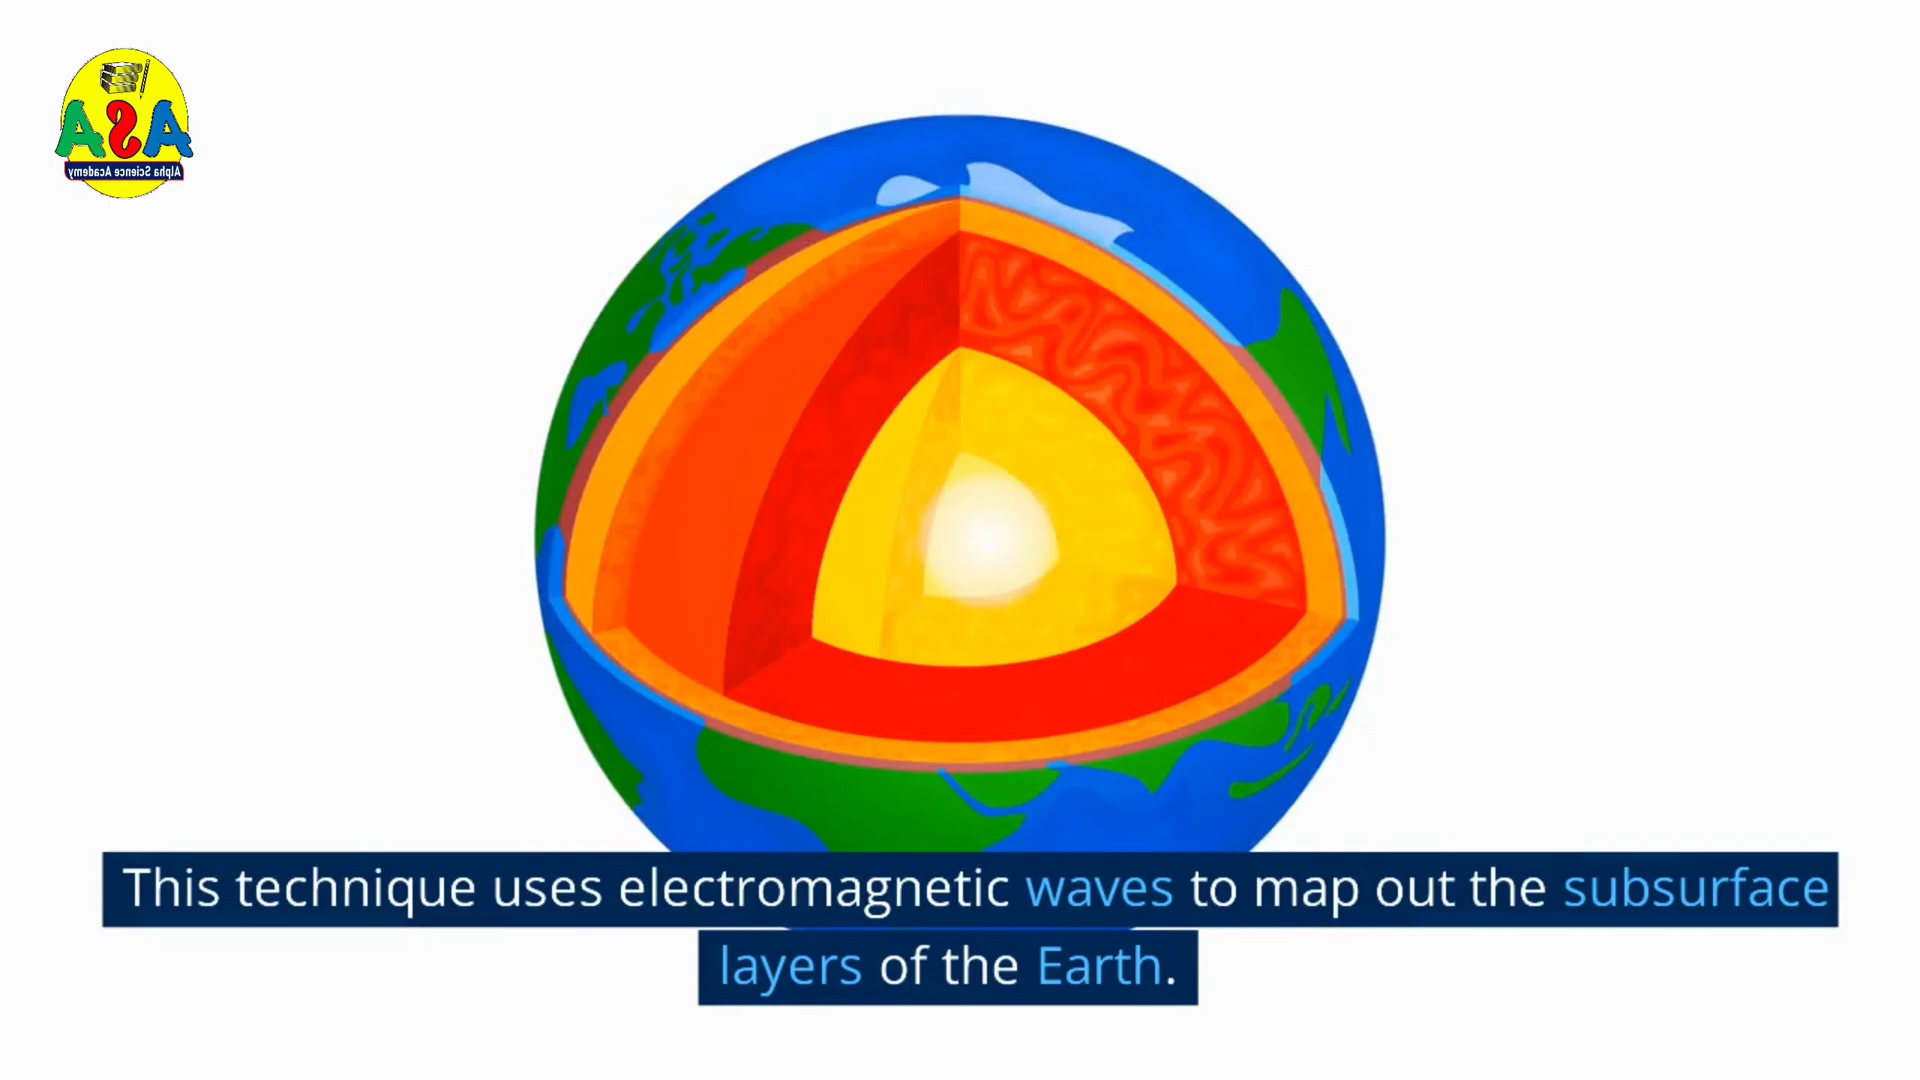 ASA
Alpha Science Academy
This technique uses electromagnetic waves to map out the subsurface
layers of the Earth.